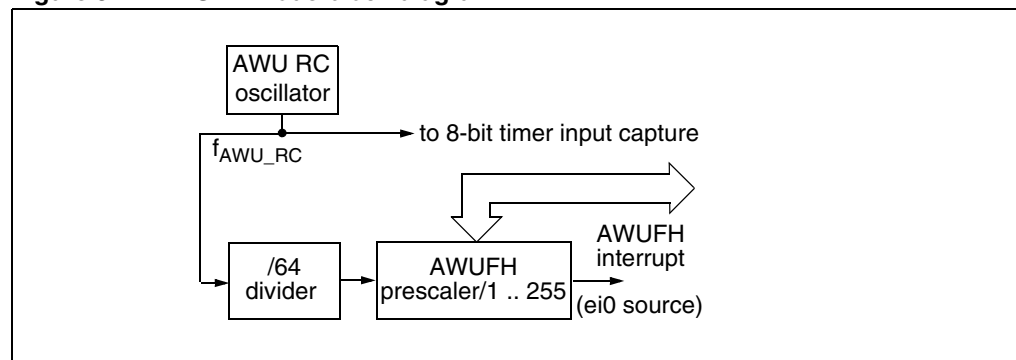 AWU RC
oscillator
to 8-bit timer input capture
fAWU_RC
AWUFH
interrupt
/64
divider
AWUFH
prescaler/1 .. 255
(ei0 source)